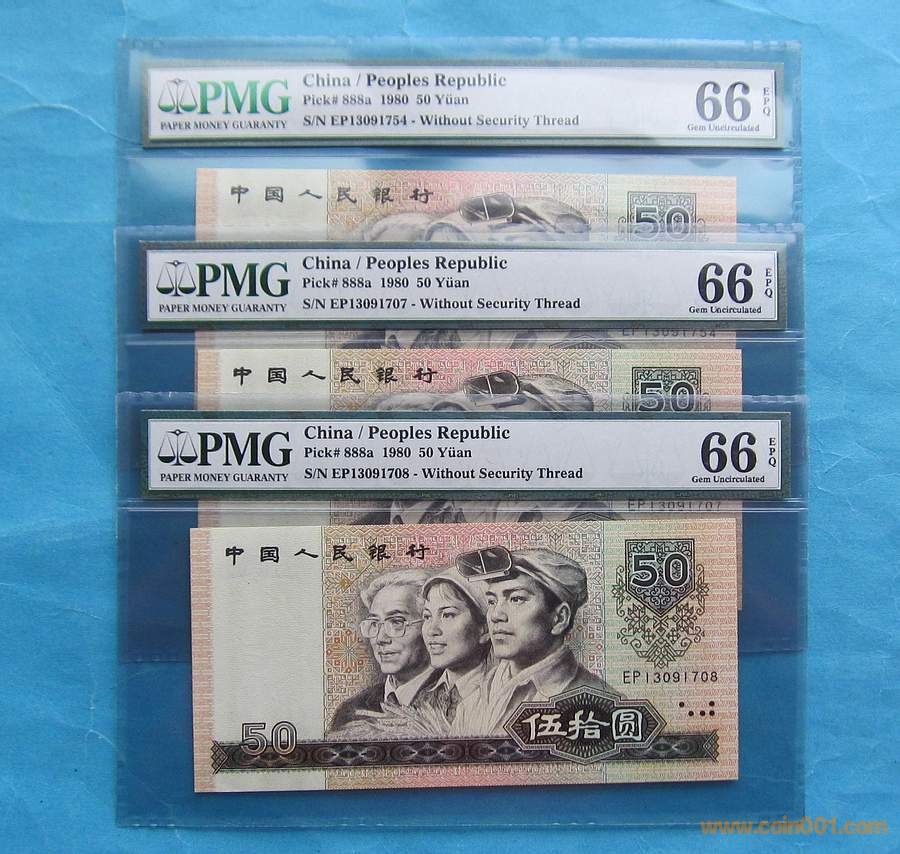 PMG
PAPER MONEY GUARANTY
China / Peoples Republic
Pick# 888a 1980 50 Yüan
S/N EP13091754 - Without Security Thread
66
EPQ
Gem Uncirculated
中国人民银行
50
PMG
PAPER MONEY GUARANTY
China / Peoples Republic
Pick# 888a 1980 50 Yüan
S/N EP13091707 - Without Security Thread
66
EPQ
Gem Uncirculated
EP13091754
中国人民银行
50
PMG
PAPER MONEY GUARANTY
China / Peoples Republic
Pick# 888a 1980 50 Yüan
S/N EP13091708 - Without Security Thread
66
EPQ
Gem Uncirculated
EP13091707
中国人民银行
50
EP13091708
50
伍拾圆
www.coin001.com